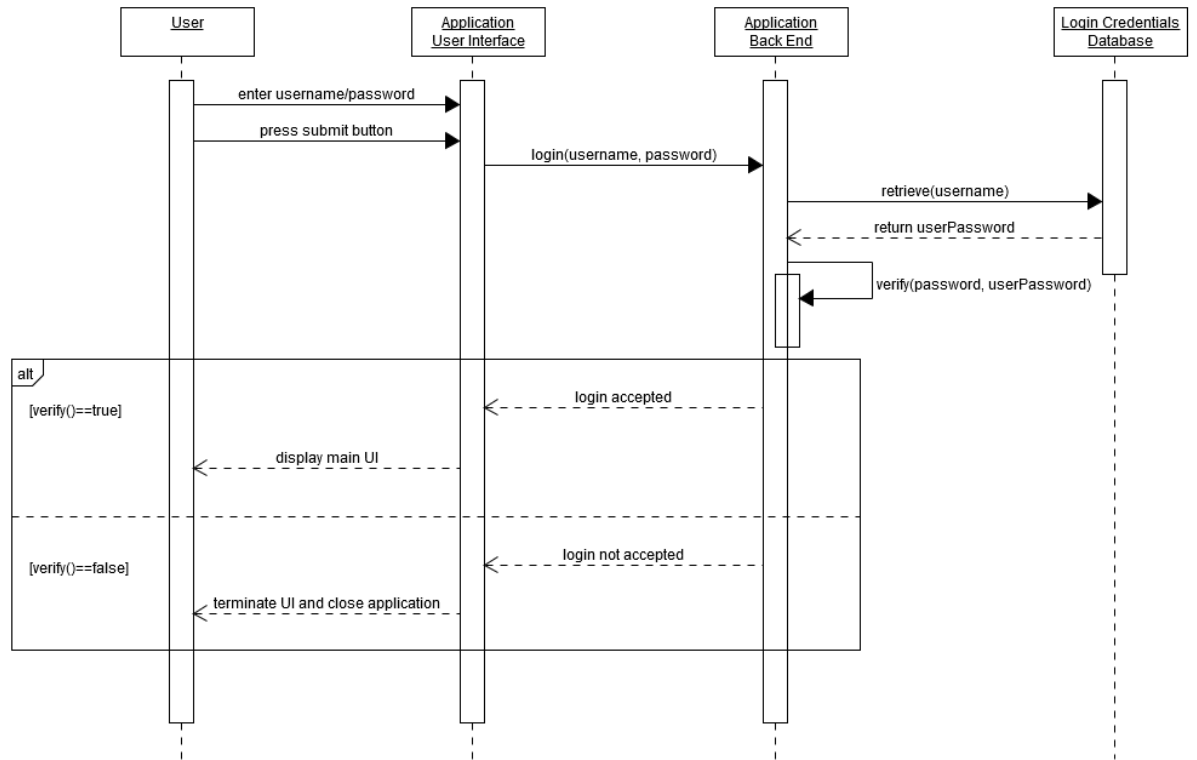 User
Application
User Interface
Application
Back End
Login Credentials
Database
enter username/password
press submit button
login(username, password)
retrieve(username)
return userPassword
verify(password, userPassword)
alt
[verify()==true]
login accepted
display main UI
[verify()==false]
login not accepted
terminate UI and close application